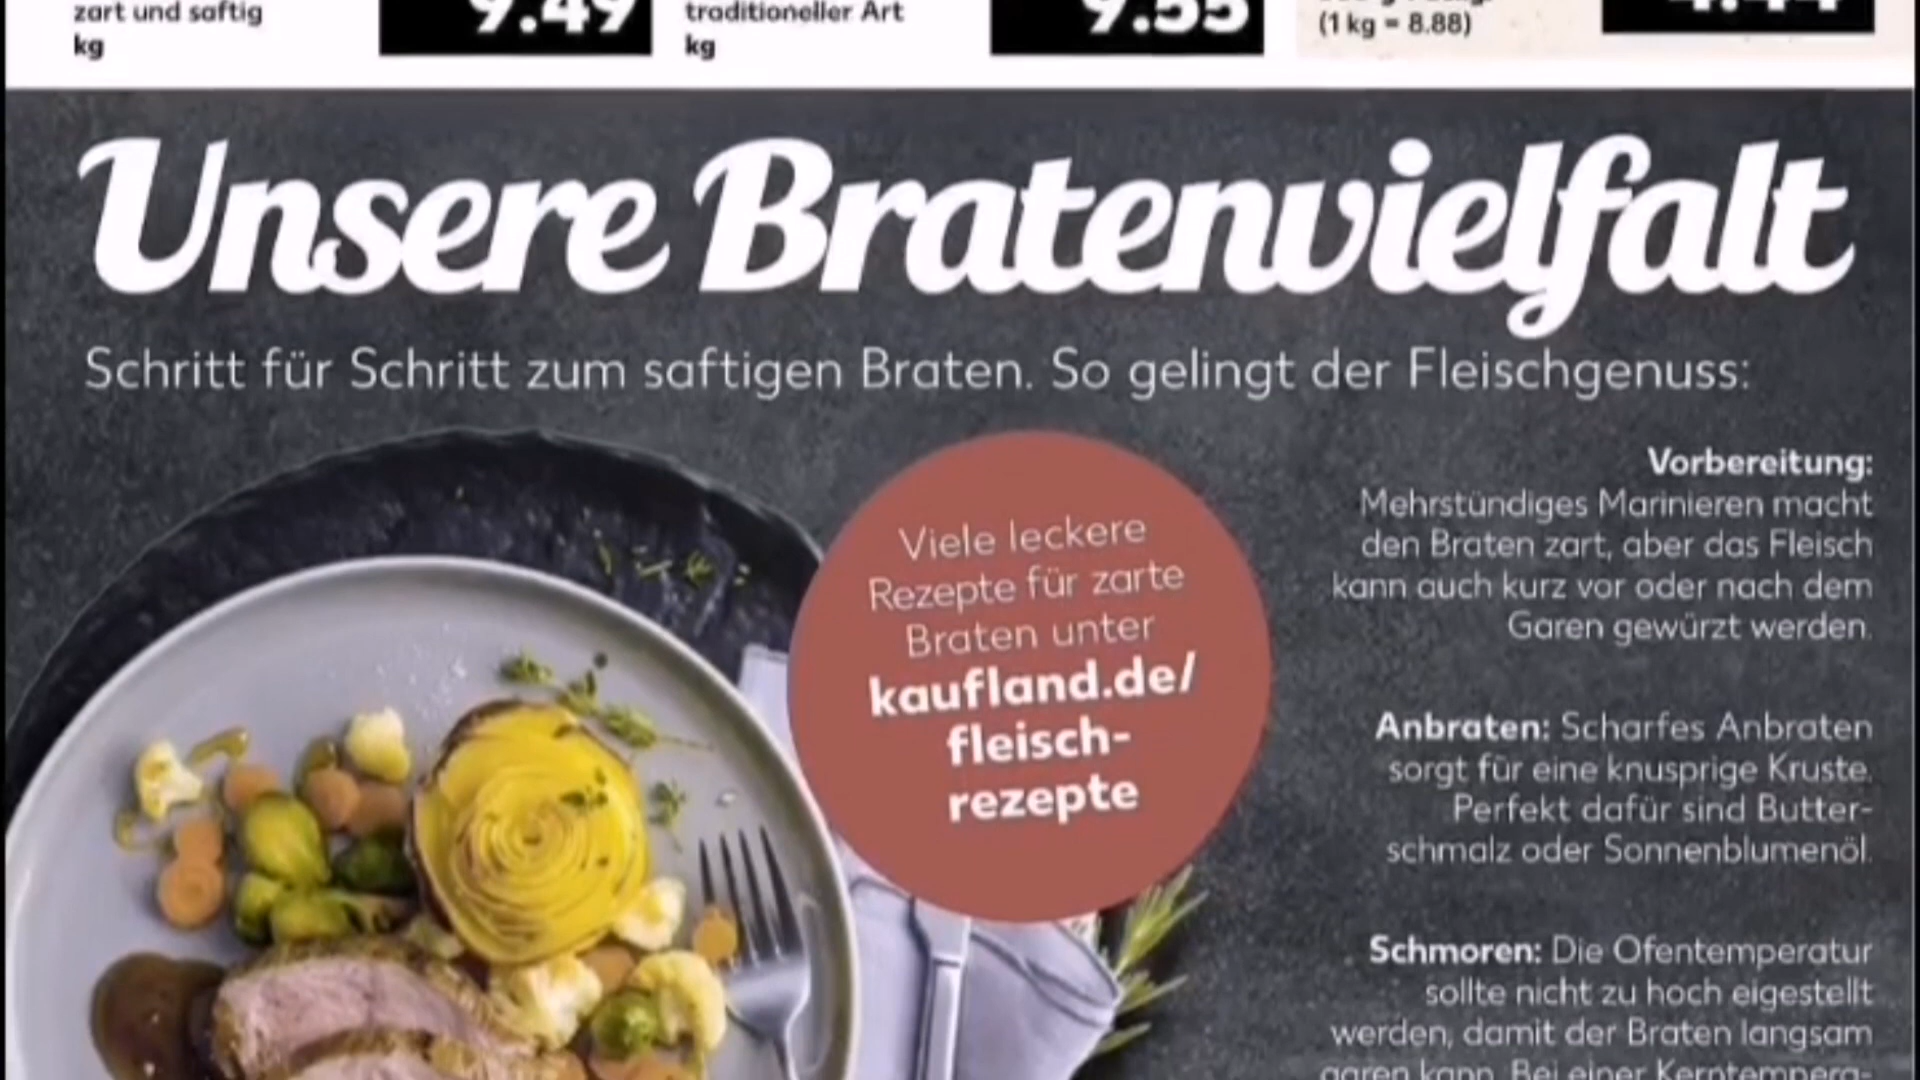 zart und saftig
kg
9.49
traditioneller Art
kg
9.55
(1 kg = 8.88)
4.44
Unsere Bratenvielfalt
Schritt für Schritt zum saftigen Braten. So gelingt der Fleischgenuss:
Viele leckere
Rezepte für zarte
Braten unter
kaufland.de/
fleisch-
rezepte
Vorbereitung:
Mehrstündiges Marinieren macht
den Braten zart, aber das Fleisch
kann auch kurz vor oder nach dem
Garen gewürzt werden.
Anbraten: Scharfes Anbraten
sorgt für eine knusprige Kruste.
Perfekt dafür sind Butter-
schmalz oder Sonnenblumenöl.
Schmoren: Die Ofentemperatur
sollte nicht zu hoch eigestellt
werden, damit der Braten langsam
garen kann. Bei einer Kerntempera-